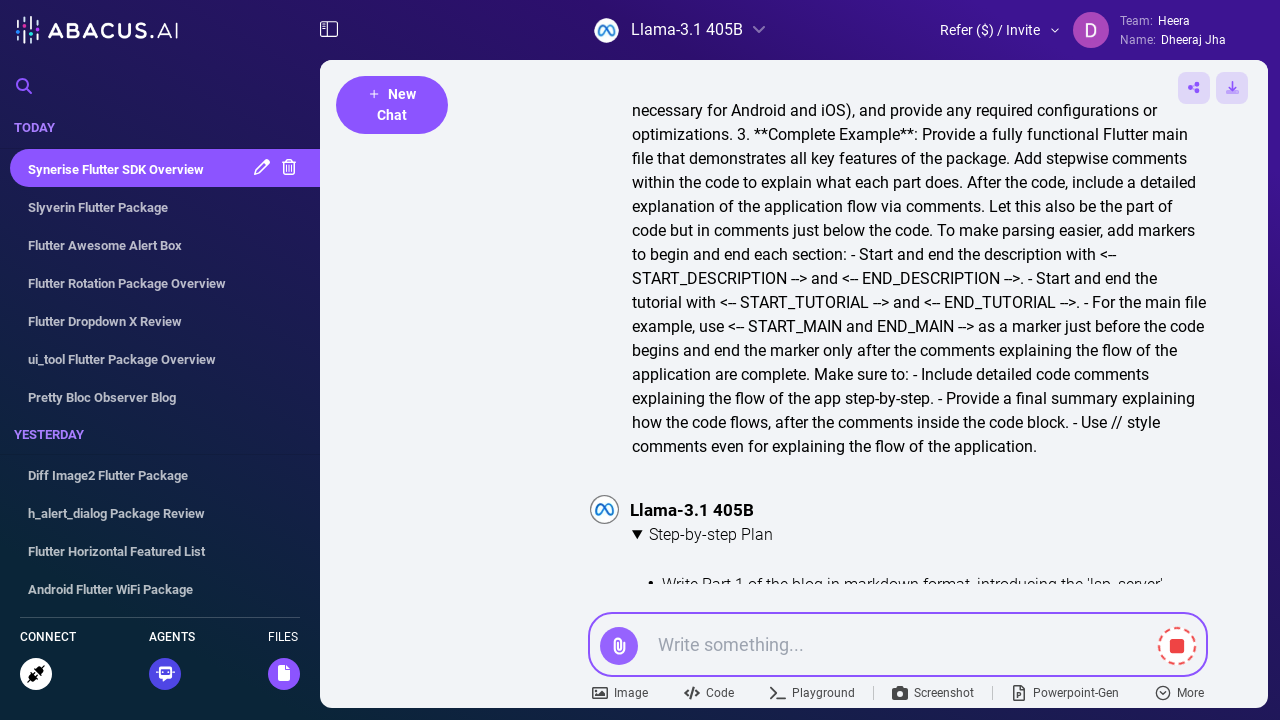 ABACUS.AI
Llama-3.1 405B
Refer ($) / Invite
D
Team: Heera
Name: Dheeraj Jha
TODAY
Synerise Flutter SDK Overview
Slyverin Flutter Package
Flutter Awesome Alert Box
Flutter Rotation Package Overview
Flutter Dropdown X Review
ui_tool Flutter Package Overview
Pretty Bloc Observer Blog
YESTERDAY
Diff Image2 Flutter Package
h_alert_dialog Package Review
Flutter Horizontal Featured List
Android Flutter WiFi Package
CONNECT
AGENTS
FILES
+ New
Chat
necessary for Android and iOS), and provide any required configurations or
optimizations. 3. **Complete Example**: Provide a fully functional Flutter main
file that demonstrates all key features of the package. Add stepwise comments
within the code to explain what each part does. After the code, include a detailed
explanation of the application flow via comments. Let this also be the part of
code but in comments just below the code. To make parsing easier, add markers
to begin and end each section: - Start and end the description with <--
START_DESCRIPTION --> and <-- END_DESCRIPTION -->. - Start and end the
tutorial with <-- START_TUTORIAL --> and <-- END_TUTORIAL -->. - For the main file
example, use <-- START_MAIN and END_MAIN --> as a marker just before the code
begins and end the marker only after the comments explaining the flow of the
application are complete. Make sure to: - Include detailed code comments
explaining the flow of the app step-by-step. - Provide a final summary explaining
how the code flows, after the comments inside the code block. - Use // style
comments even for explaining the flow of the application.
Llama-3.1 405B
Step-by-step Plan
• Write Part 1 of the blog in markdown format, introducing the 'lsp_server'
Write something...
Image
Code
Playground
Screenshot
Powerpoint-Gen
More